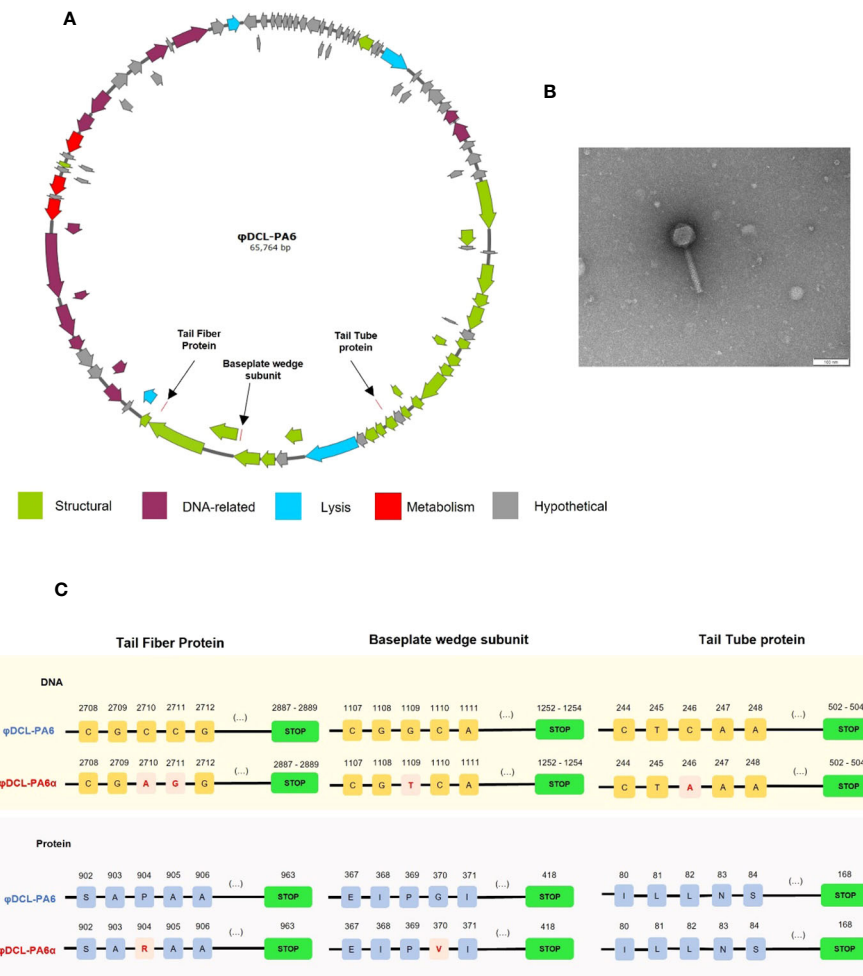 A
B
φDCL-PA6
65,764 bp
Tail Fiber
Protein
Baseplate wedge
subunit
Tail Tube
protein
Structural
DNA-related
Lysis
Metabolism
Hypothetical
C
Tail Fiber Protein
Baseplate wedge subunit
Tail Tube protein
DNA
2708 2709 2710 2711 2712 (...) 2887 - 2889 1107 1108 1109 1110 1111 (...) 1252 - 1254 244 245 246 247 248 (...) 502 - 504
φDCL-PA6 C G C C G STOP C G G C A STOP C T C A A STOP
2708 2709 2710 2711 2712 (...) 2887 - 2889 1107 1108 1109 1110 1111 (...) 1252 - 1254 244 245 246 247 248 (...) 502 - 504
φDCL-PA6α C G A G G STOP C G T C A STOP C T A A A STOP
Protein
902 903 904 905 906 (...) 963 367 368 369 370 371 (...) 418 80 81 82 83 84 (...) 168
φDCL-PA6 S A P A A STOP E I P G I STOP I L L N S STOP
902 903 904 905 906 (...) 963 367 368 369 370 371 (...) 418 80 81 82 83 84 (...) 168
φDCL-PA6α S A R A A STOP E I P V I STOP I L L N S STOP